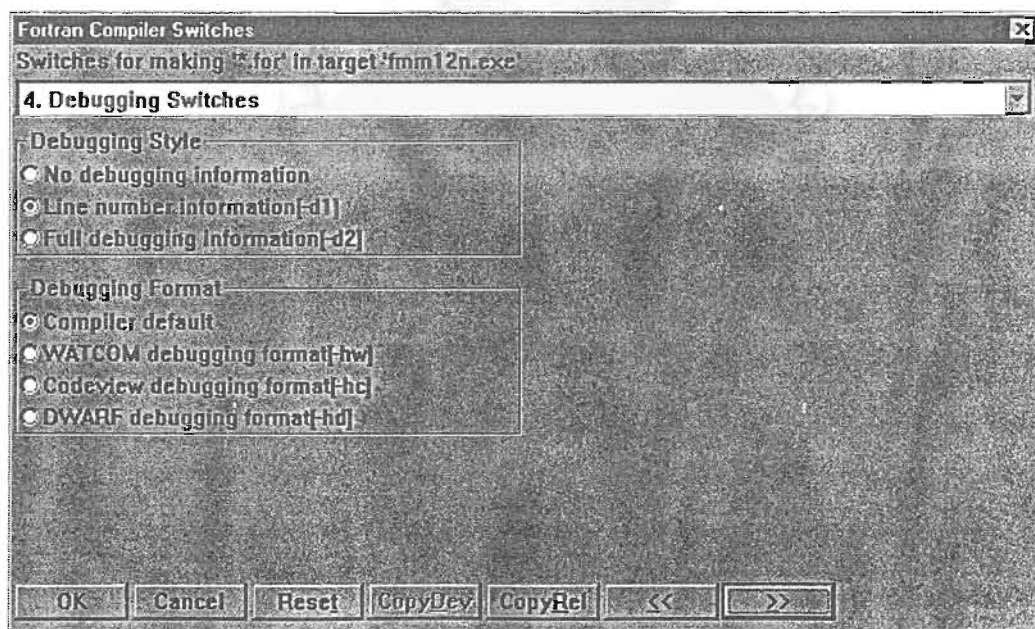 Fortran Compiler Switches
Switches for making '*.for' in target 'fmm12n.exe'
4. Debugging Switches
Debugging Style
No debugging information
Line number information[-d1]
Full debugging information[-d2]
Debugging Format
Compiler default
WATCOM debugging format[-hw]
Codeview debugging format[-hc]
DWARF debugging format[-hd]
OK Cancel Reset CopyDev CopyRel << >>